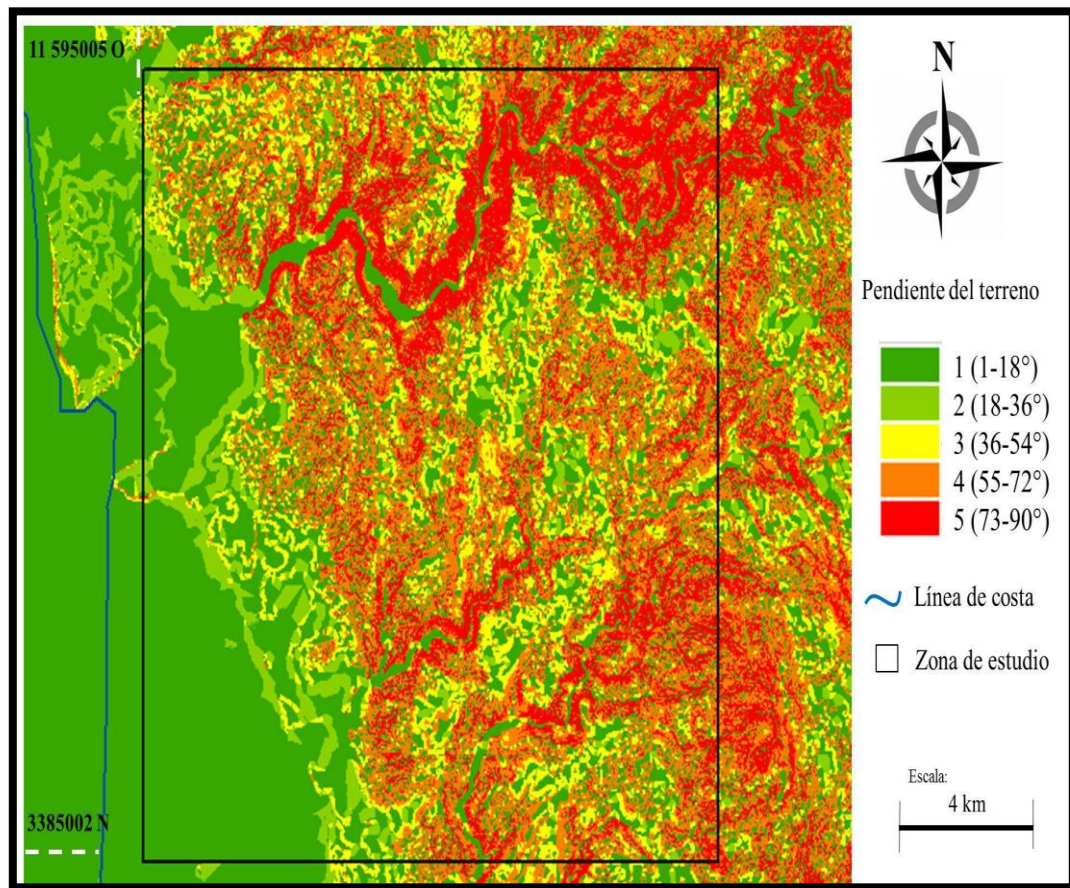 11 595005 O
N
Pendiente del terreno
1 (1-18°)
2 (18-36°)
3 (36-54°)
4 (55-72°)
5 (73-90°)
Línea de costa
Zona de estudio
Escala:
4 km
3385002 N